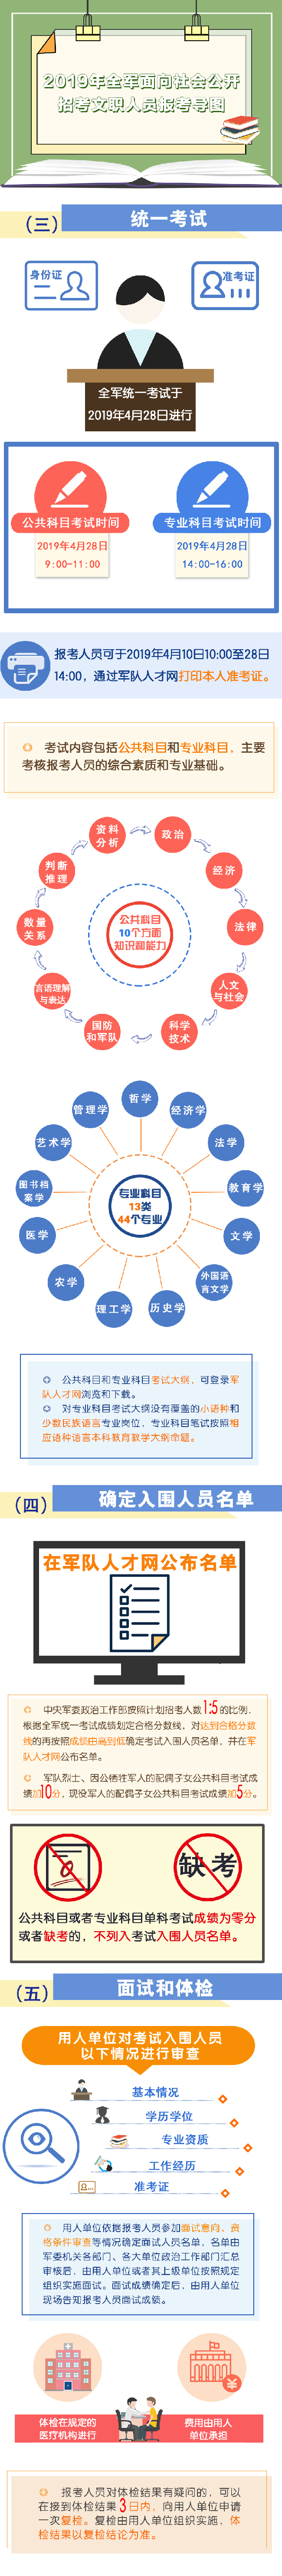 2019年全军面向社会公开
招考文职人员报考导图
（三）
统一考试
身份证
准考证
全军统一考试于
2019年4月28日进行
公共科目考试时间
专业科目考试时间
2019年4月28日
9:00-11:00
2019年4月28日
14:00-16:00
报考人员可于2019年4月10日10:00至28日
14:00，通过军队人才网打印本人准考证。
考试内容包括公共科目和专业科目，主要
考核报考人员的综合素质和专业基础。
资料
分析
政治
判断
推理
经济
数量
关系
公共科目
10个方面
知识和能力
法律
言语理解
与表达
人文
与社会
国防
和军队
科学
技术
哲学
管理学
经济学
艺术学
法学
图书档
案学
专业科目
13类
44个专业
教育学
医学
文学
农学
外国语
言文学
理工学
历史学
公共科目和专业科目考试大纲，可登录军
队人才网浏览和下载。
对专业科目考试大纲没有覆盖的小语种和
少数民族语言专业岗位，专业科目笔试按照相
应语种语言本科教育教学大纲命题。
（四）
确定入围人员名单
在军队人才网公布名单
中央军委政治工作部按照计划招考人数1:5的比例，
根据全军统一考试成绩划定合格分数线，对达到合格分数
线的再按照成绩由高到低确定考试入围人员名单，并在军
队人才网公布名单。
军队烈士、因公牺牲军人的配偶子女公共科目考试成
绩加10分，现役军人的配偶子女公共科目考试成绩加5分。
缺考
公共科目或者专业科目单科考试成绩为零分
或者缺考的，不列入考试入围人员名单。
（五）
面试和体检
用人单位对考试入围人员
以下情况进行审查
基本情况
学历学位
专业资质
工作经历
准考证
用人单位依据报考人员参加面试意向、资
格条件审查等情况确定面试人员名单，名单由
军委机关各部门、各大单位政治工作部门汇总
审核后，由用人单位或者其上级单位按照规定
组织实施面试。面试成绩确定后，由用人单位
现场告知报考人员面试成绩。
体检在规定的
医疗机构进行
费用由用人
单位承担
报考人员对体检结果有疑问的，可以
在接到体检结果3日内，向用人单位申请
一次复检。复检由用人单位组织实施，体
检结果以复检结论为准。